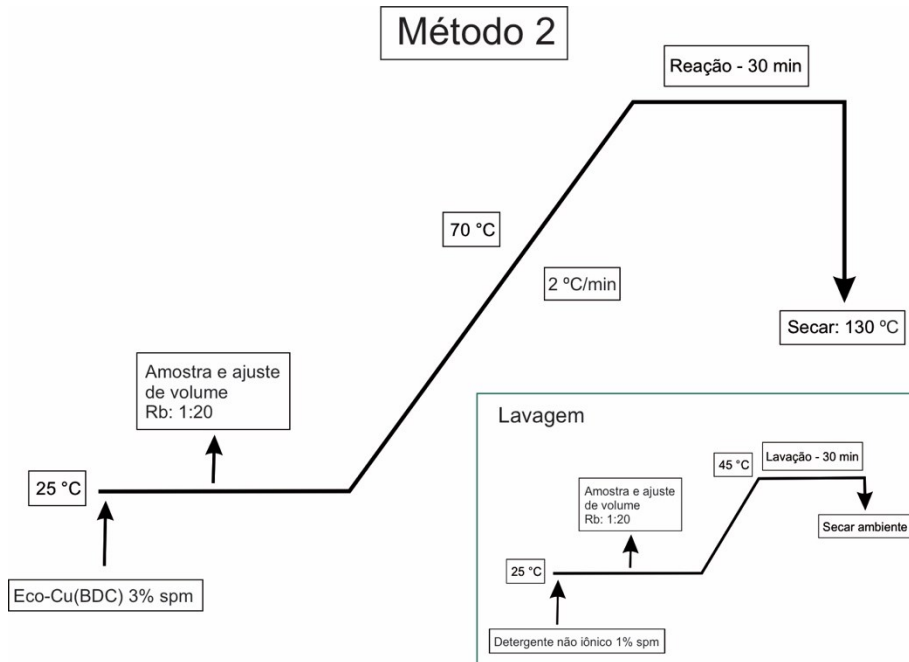 Método 2
Reação - 30 min
70 °C
2 ºC/min
Secar: 130 ºC
Amostra e ajuste
de volume
Rb: 1:20
25 °C
Eco-Cu(BDC) 3% spm
Lavagem
45 °C
Lavação - 30 min
Amostra e ajuste
de volume
Rb: 1:20
Secar ambiente
25 °C
Detergente não iônico 1% spm